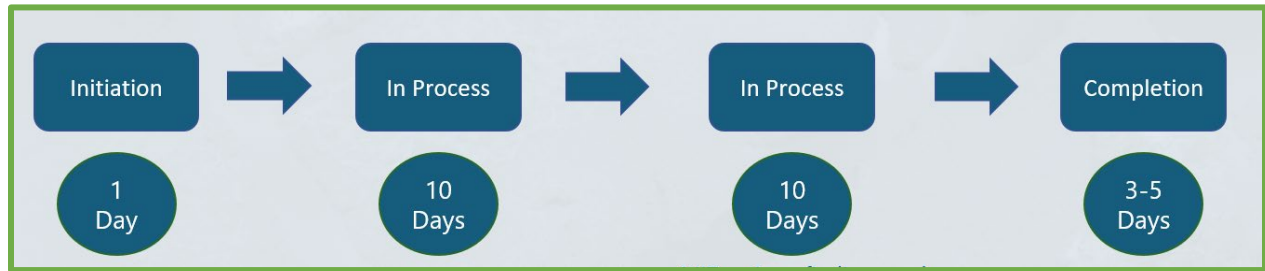 Initiation
In Process
In Process
Completion
1
Day
10
Days
10
Days
3-5
Days